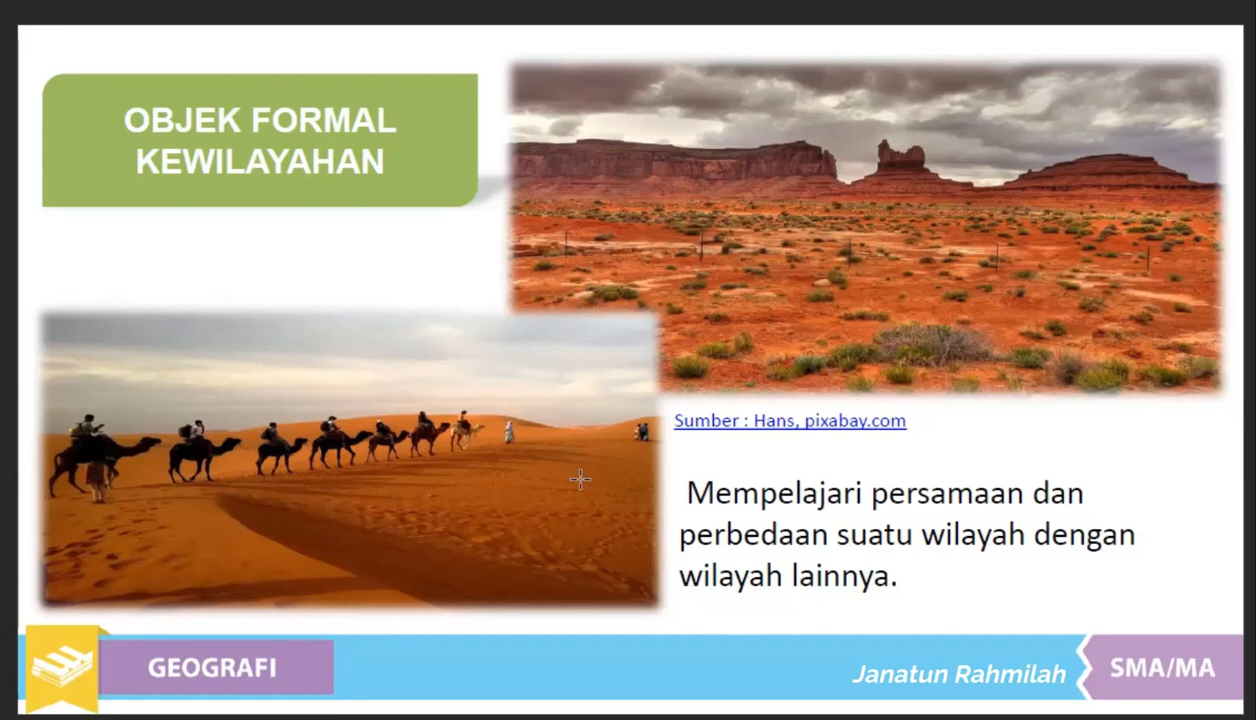 OBJEK FORMAL
KEWILAYAHAN
Sumber : Hans, pixabay.com
Mempelajari persamaan dan
perbedaan suatu wilayah dengan
wilayah lainnya.
GEOGRAFI
Janatun Rahmilah
SMA/MA